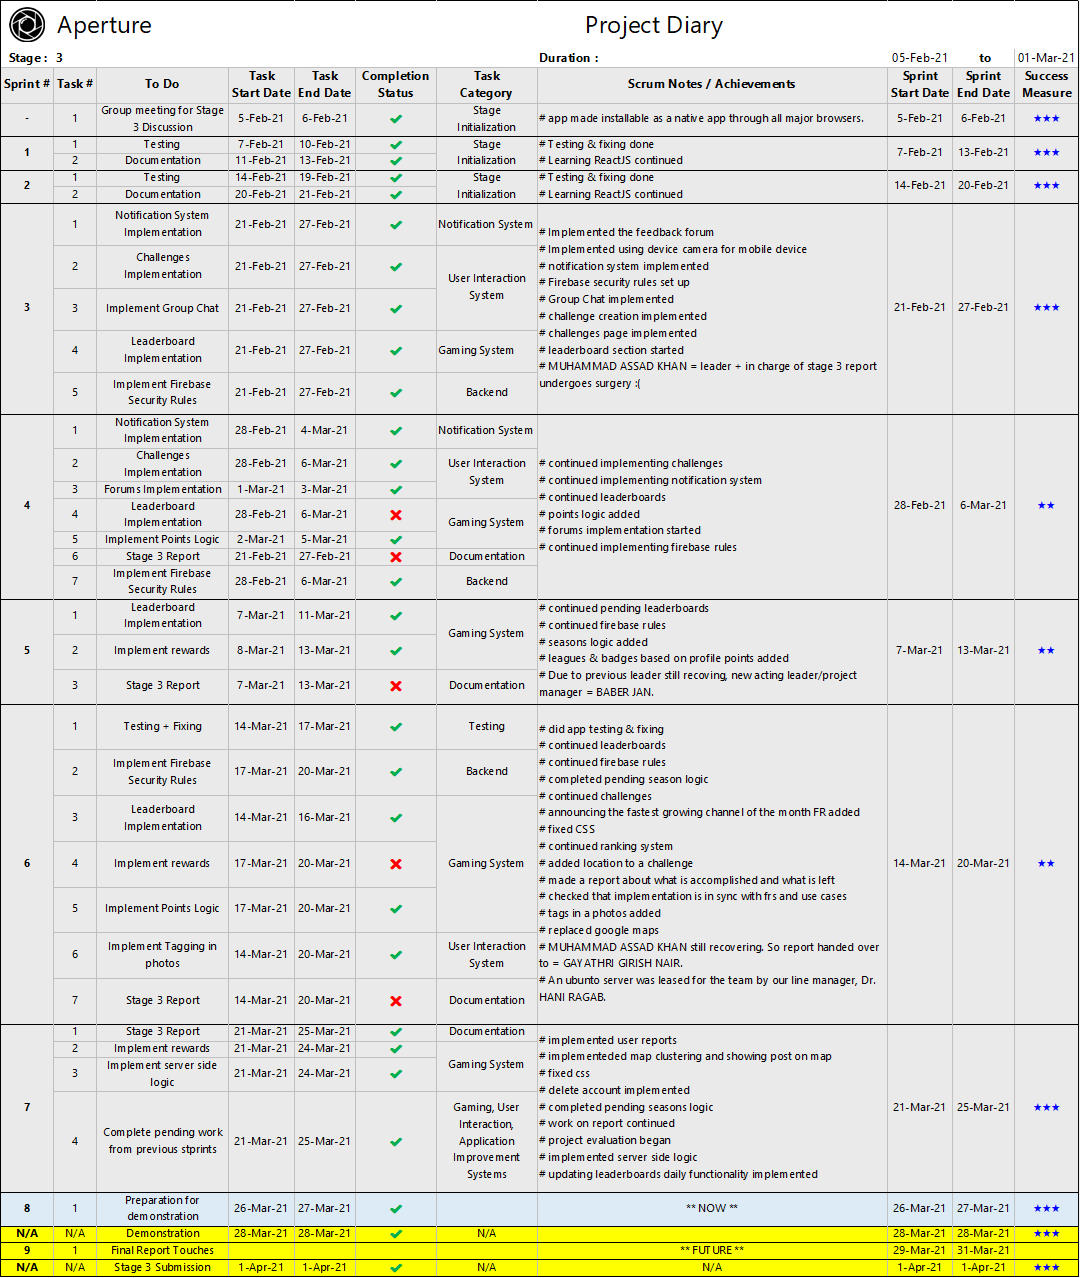 Aperture
Project Diary
Stage : 3
Duration :
05-Feb-21 to 01-Mar-21
Sprint # Task # To Do Task Start Date Task End Date Completion Status Task Category Scrum Notes / Achievements Sprint Start Date Sprint End Date Success Measure
- 1 Group meeting for Stage 3 Discussion 5-Feb-21 6-Feb-21 ✔ Stage Initialization # app made installable as a native app through all major browsers. 5-Feb-21 6-Feb-21 ★★★
1
1 Testing 7-Feb-21 10-Feb-21 ✔ Stage Initialization
2 Documentation 11-Feb-21 13-Feb-21 ✔
# Testing & fixing done
# Learning ReactJS continued
7-Feb-21 13-Feb-21 ★★★
2
1 Testing 14-Feb-21 19-Feb-21 ✔ Stage Initialization
2 Documentation 20-Feb-21 21-Feb-21 ✔
# Testing & fixing done
# Learning ReactJS continued
14-Feb-21 20-Feb-21 ★★★
3
1 Notification System Implementation 21-Feb-21 27-Feb-21 ✔ Notification System
2 Challenges Implementation 21-Feb-21 27-Feb-21 ✔ User Interaction System
3 Implement Group Chat 21-Feb-21 27-Feb-21 ✔
4 Leaderboard Implementation 21-Feb-21 27-Feb-21 ✔ Gaming System
5 Implement Firebase Security Rules 21-Feb-21 27-Feb-21 ✔ Backend
# Implemented the feedback forum
# Implemented using device camera for mobile device
# notification system implemented
# Firebase security rules set up
# Group Chat implemented
# challenge creation implemented
# challenges page implemented
# leaderboard section started
# MUHAMMAD ASSAD KHAN = leader + in charge of stage 3 report
undergoes surgery :(
21-Feb-21 27-Feb-21 ★★★
4
1 Notification System Implementation 28-Feb-21 4-Mar-21 ✔ Notification System
2 Challenges Implementation 28-Feb-21 6-Mar-21 ✔ User Interaction System
3 Forums Implementation 1-Mar-21 3-Mar-21 ✔
4 Leaderboard Implementation 28-Feb-21 6-Mar-21 ✖ Gaming System
5 Implement Points Logic 2-Mar-21 5-Mar-21 ✔
6 Stage 3 Report 21-Feb-21 27-Feb-21 ✖ Documentation
7 Implement Firebase Security Rules 28-Feb-21 6-Mar-21 ✔ Backend
# continued implementing challenges
# continued implementing notification system
# continued leaderboards
# points logic added
# forums implementation started
# continued implementing firebase rules
28-Feb-21 6-Mar-21 ★★
5
1 Leaderboard Implementation 7-Mar-21 11-Mar-21 ✔ Gaming System
2 Implement rewards 8-Mar-21 13-Mar-21 ✔
3 Stage 3 Report 7-Mar-21 13-Mar-21 ✖ Documentation
# continued pending leaderboards
# continued firebase rules
# seasons logic added
# leagues & badges based on profile points added
# Due to previous leader still recoving, new acting leader/project
manager = BABER JAN.
7-Mar-21 13-Mar-21 ★★
6
1 Testing + Fixing 14-Mar-21 17-Mar-21 ✔ Testing
2 Implement Firebase Security Rules 17-Mar-21 20-Mar-21 ✔ Backend
3 Leaderboard Implementation 14-Mar-21 16-Mar-21 ✔ Gaming System
4 Implement rewards 17-Mar-21 20-Mar-21 ✖
5 Implement Points Logic 17-Mar-21 20-Mar-21 ✔
6 Implement Tagging in photos 14-Mar-21 20-Mar-21 ✔ User Interaction System
7 Stage 3 Report 14-Mar-21 20-Mar-21 ✖ Documentation
# did app testing & fixing
# continued leaderboards
# continued firebase rules
# completed pending season logic
# continued challenges
# announcing the fastest growing channel of the month FR added
# fixed CSS
# continued ranking system
# added location to a challenge
# made a report about what is accomplished and what is left
# checked that implementation is in sync with frs and use cases
# tags in a photos added
# replaced google maps
# MUHAMMAD ASSAD KHAN still recovering. So report handed over
to = GAYATHRI GIRISH NAIR.
# An ubunto server was leased for the team by our line manager, Dr.
HANI RAGAB.
14-Mar-21 20-Mar-21 ★★
7
1 Stage 3 Report 21-Mar-21 25-Mar-21 ✔ Documentation
2 Implement rewards 21-Mar-21 24-Mar-21 ✔ Gaming System
3 Implement server side logic 21-Mar-21 24-Mar-21 ✔
4 Complete pending work from previous stprints 21-Mar-21 25-Mar-21 ✔ Gaming, User Interaction, Application Improvement Systems
# implemented user reports
# implementeded map clustering and showing post on map
# fixed css
# delete account implemented
# completed pending seasons logic
# work on report continued
# project evaluation began
# implemented server side logic
# updating leaderboards daily functionality implemented
21-Mar-21 25-Mar-21 ★★★
8 1 Preparation for demonstration 26-Mar-21 27-Mar-21 ✔ ** NOW ** 26-Mar-21 27-Mar-21 ★★★
N/A N/A Demonstration 28-Mar-21 28-Mar-21 ✔ N/A 28-Mar-21 28-Mar-21 ★★★
9 1 Final Report Touches ** FUTURE ** 29-Mar-21 31-Mar-21
N/A N/A Stage 3 Submission 1-Apr-21 1-Apr-21 ✔ N/A N/A 1-Apr-21 1-Apr-21 ★★★